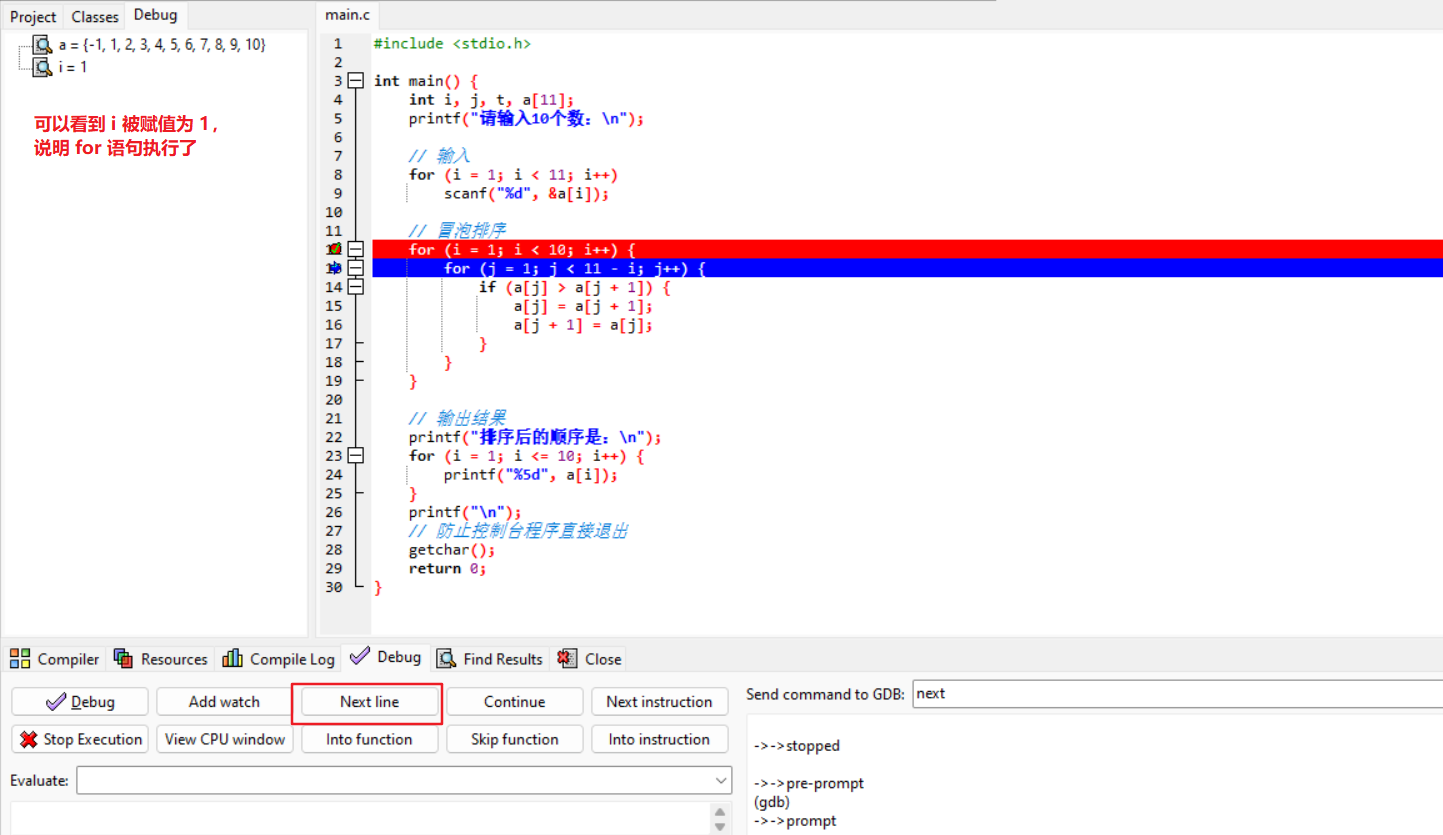 Project Classes Debug
a = {-1, 1, 2, 3, 4, 5, 6, 7, 8, 9, 10}
i = 1
可以看到 i 被赋值为 1，
说明 for 语句执行了
main.c
1 #include <stdio.h>
2
3 int main() {
4 int i, j, t, a[11];
5 printf("请输入10个数：\n");
6
7 // 输入
8 for (i = 1; i < 11; i++)
9 scanf("%d", &a[i]);
10
11 // 冒泡排序
for (i = 1; i < 10; i++) {
for (j = 1; j < 11 - i; j++) {
14 if (a[j] > a[j + 1]) {
15 a[j] = a[j + 1];
16 a[j + 1] = a[j];
17 }
18 }
19 }
20
21 // 输出结果
22 printf("排序后的顺序是：\n");
23 for (i = 1; i <= 10; i++) {
24 printf("%5d", a[i]);
25 }
26 printf("\n");
27 // 防止控制台程序直接退出
28 getchar();
29 return 0;
30 }
Compiler Resources Compile Log Debug Find Results Close
Debug Add watch Next line Continue Next instruction
Stop Execution View CPU window Into function Skip function Into instruction
Evaluate:
Send command to GDB: next
->->stopped
->->pre-prompt
(gdb)
->->prompt